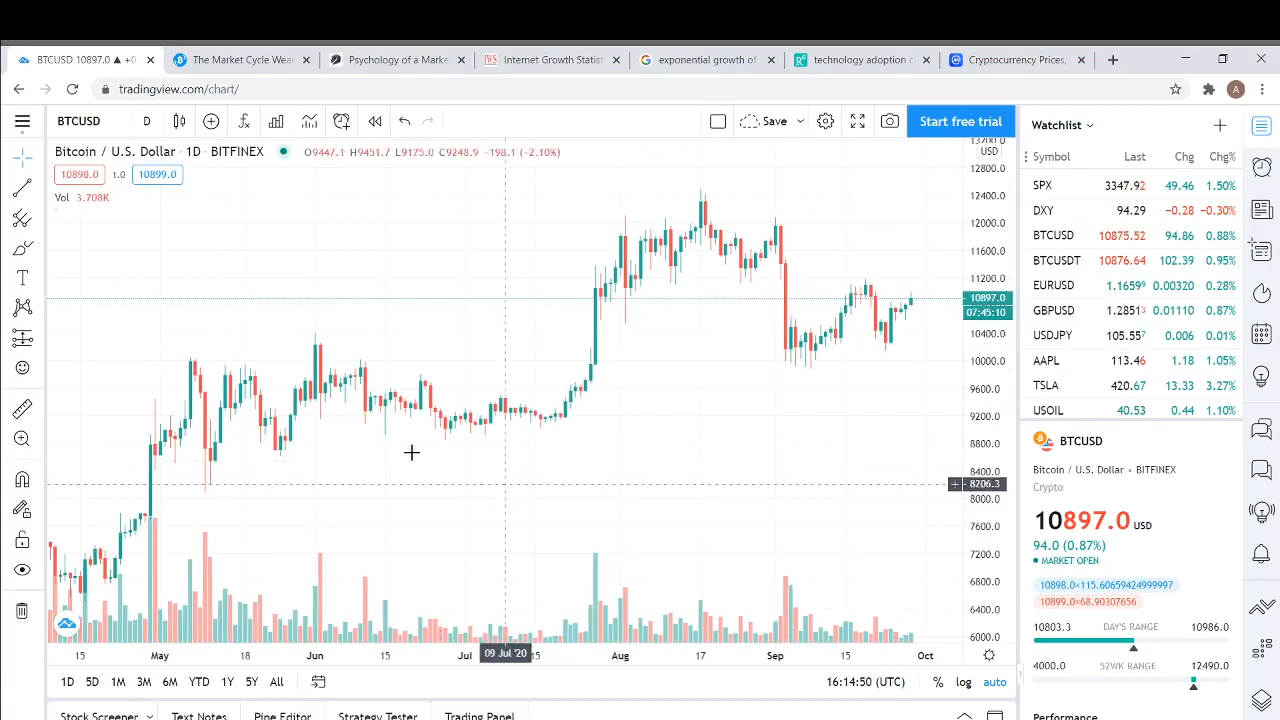 BTCUSD 10897.0 ▲ +0
The Market Code Wea
Psychology of a Marke
Internet Growth Statist
exponential growth of
technology adoption c
Cryptocurrency Prices,
tradingview.com/chart/
A
BTCUSD
D
Save
Start free trial
Watchlist
Bitcoin / U.S. Dollar · 1D · BITFINEX
O9447.1 H9451.7 L9175.0 C9248.9 −198.1 (−2.10%)
10898.0
1.0
10899.0
Vol 3.708K
13200.0
USD
12800.0
12000.0
11600.0
11200.0
10897.0
07:45:10
10400.0
10000.0
9600.0
9200.0
8800.0
8400.0
8206.3
8000.0
7600.0
7200.0
6800.0
6400.0
6000.0
15
May
18
Jun
15
Jul
09 Jul '20
15
Aug
17
Sep
15
Oct
1D 5D 1M 3M 6M YTD 1Y 5Y All
16:14:50 (UTC)
%
log
auto
Stock Screener
Text Notes
Pine Editor
Strategy Tester
Trading Panel
Symbol Last Chg Chg%
SPX 3347.92 49.46 1.50%
DXY 94.29 −0.28 −0.30%
BTCUSD 10875.52 94.86 0.88%
BTCUSDT 10876.64 102.39 0.95%
EURUSD 1.16599 0.00320 0.28%
GBPUSD 1.28513 0.01110 0.87%
USDJPY 105.557 0.006 0.01%
AAPL 113.46 1.18 1.05%
TSLA 420.67 13.33 3.27%
USOIL 40.53 0.44 1.10%
BTCUSD
Bitcoin / U.S. Dollar • BITFINEX
Crypto
10897.0 USD
94.0 (0.87%)
MARKET OPEN
10898.0×115.60659424999997
10899.0×68.90307656
10803.3 DAY'S RANGE 10986.0
4000.0 52WK RANGE 12490.0
Performance